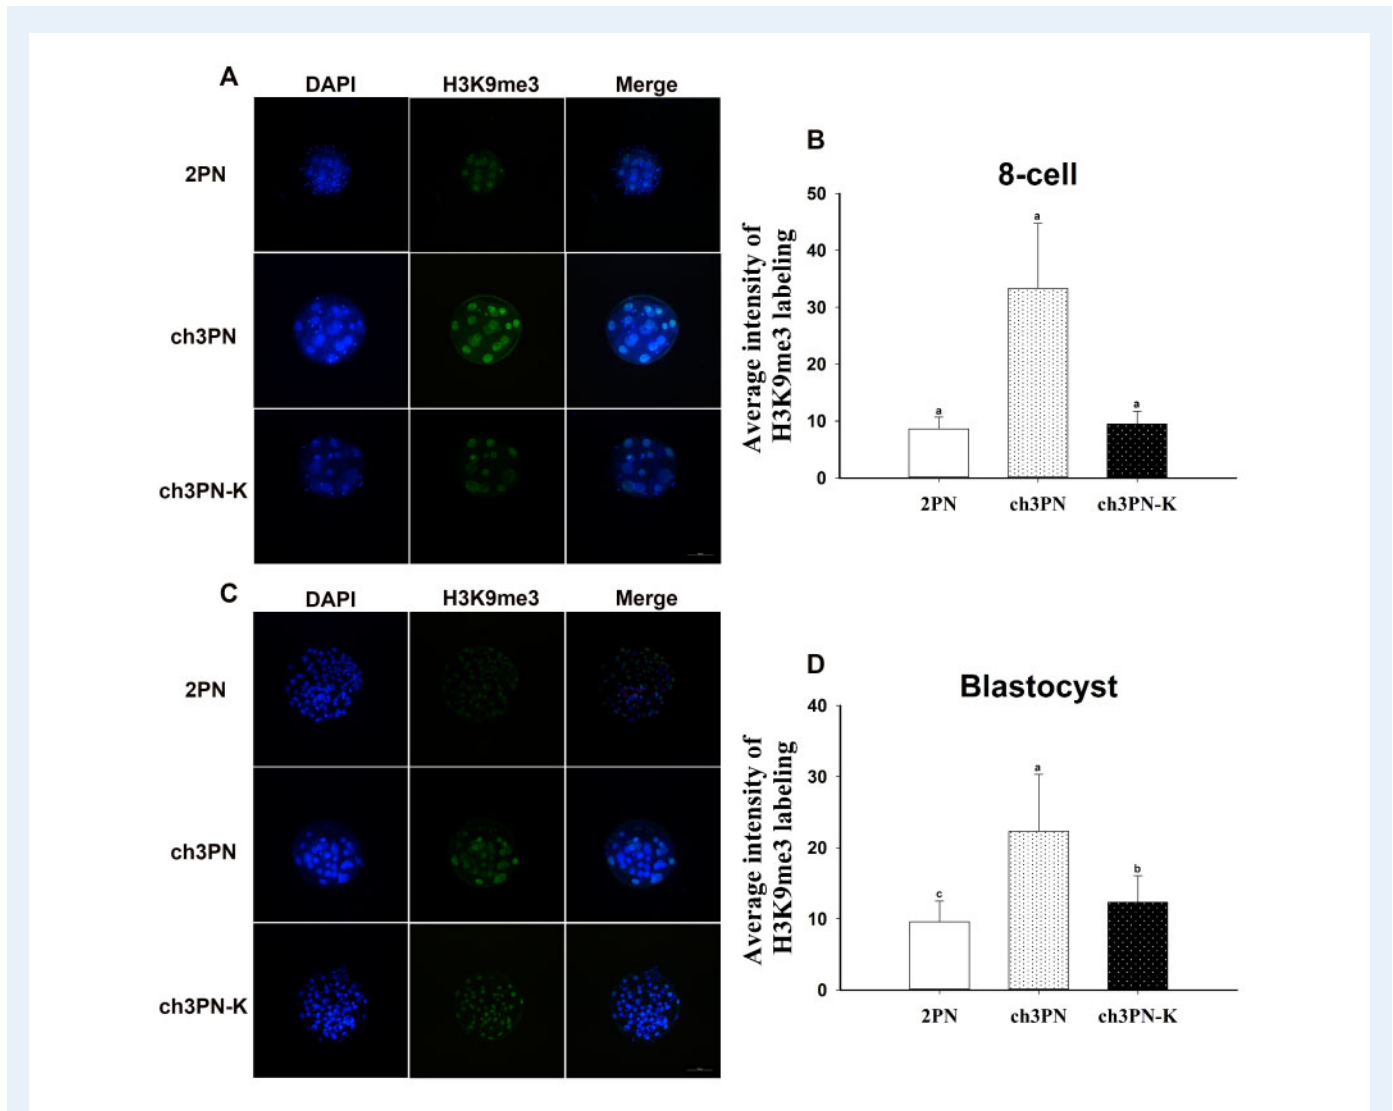 A
DAPI H3K9me3 Merge
2PN
ch3PN
ch3PN-K
B
8-cell
Average intensity of
H3K9me3 labeling
50
40
30
20
10
0
a
a
a
2PN ch3PN ch3PN-K
C
DAPI H3K9me3 Merge
2PN
ch3PN
ch3PN-K
D
Blastocyst
Average intensity of
H3K9me3 labeling
40
30
20
10
0
c
a
b
2PN ch3PN ch3PN-K